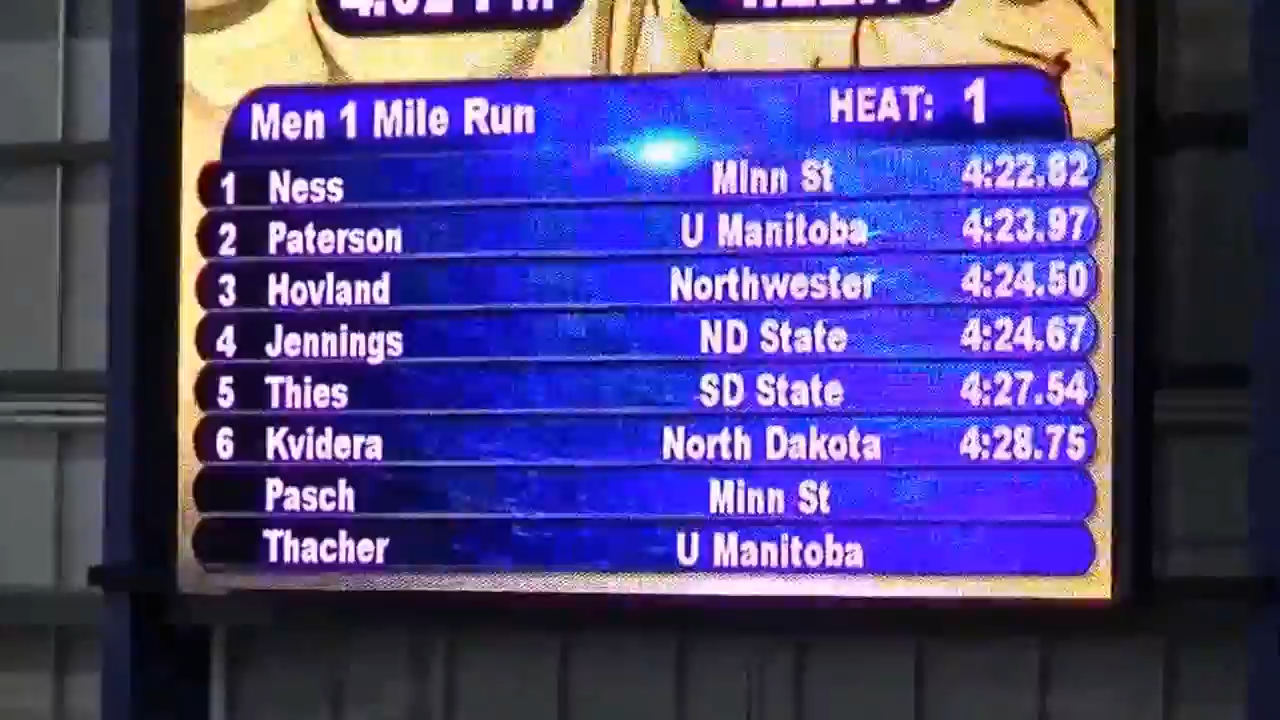 Men 1 Mile Run HEAT: 1
1 Ness Minn St 4:22.82
2 Paterson U Manitoba 4:23.97
3 Hovland Northwester 4:24.50
4 Jennings ND State 4:24.67
5 Thies SD State 4:27.54
6 Kvidera North Dakota 4:28.75
Pasch Minn St
Thacher U Manitoba